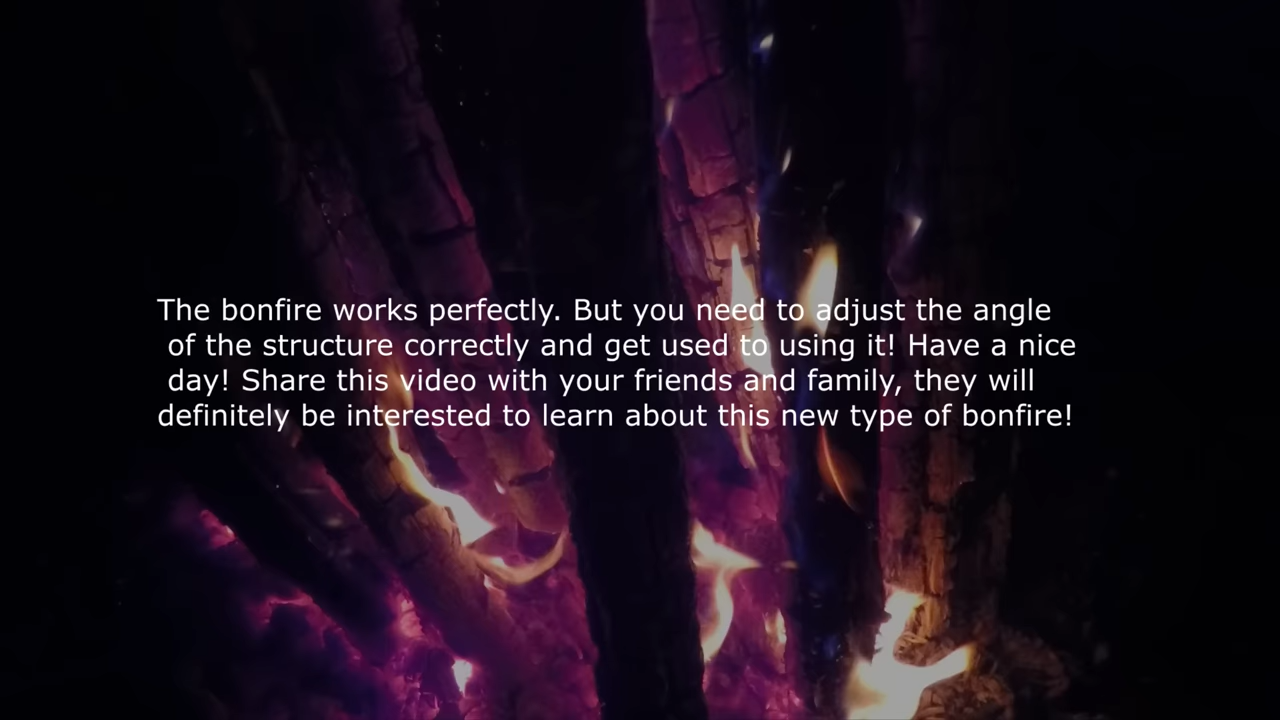 The bonfire works perfectly. But you need to adjust the angle
of the structure correctly and get used to using it! Have a nice
day! Share this video with your friends and family, they will
definitely be interested to learn about this new type of bonfire!